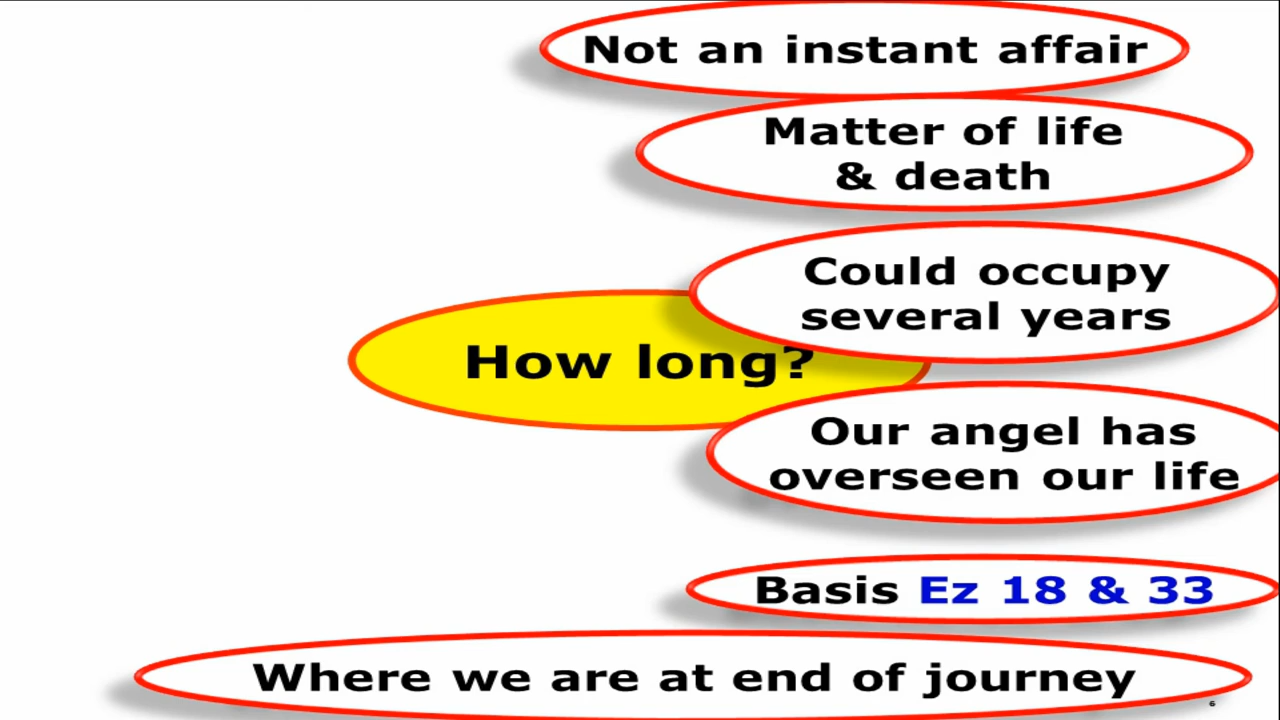 Not an instant affair
Matter of life
& death
Could occupy
several years
How long?
Our angel has
overseen our life
Basis Ez 18 & 33
Where we are at end of journey
6